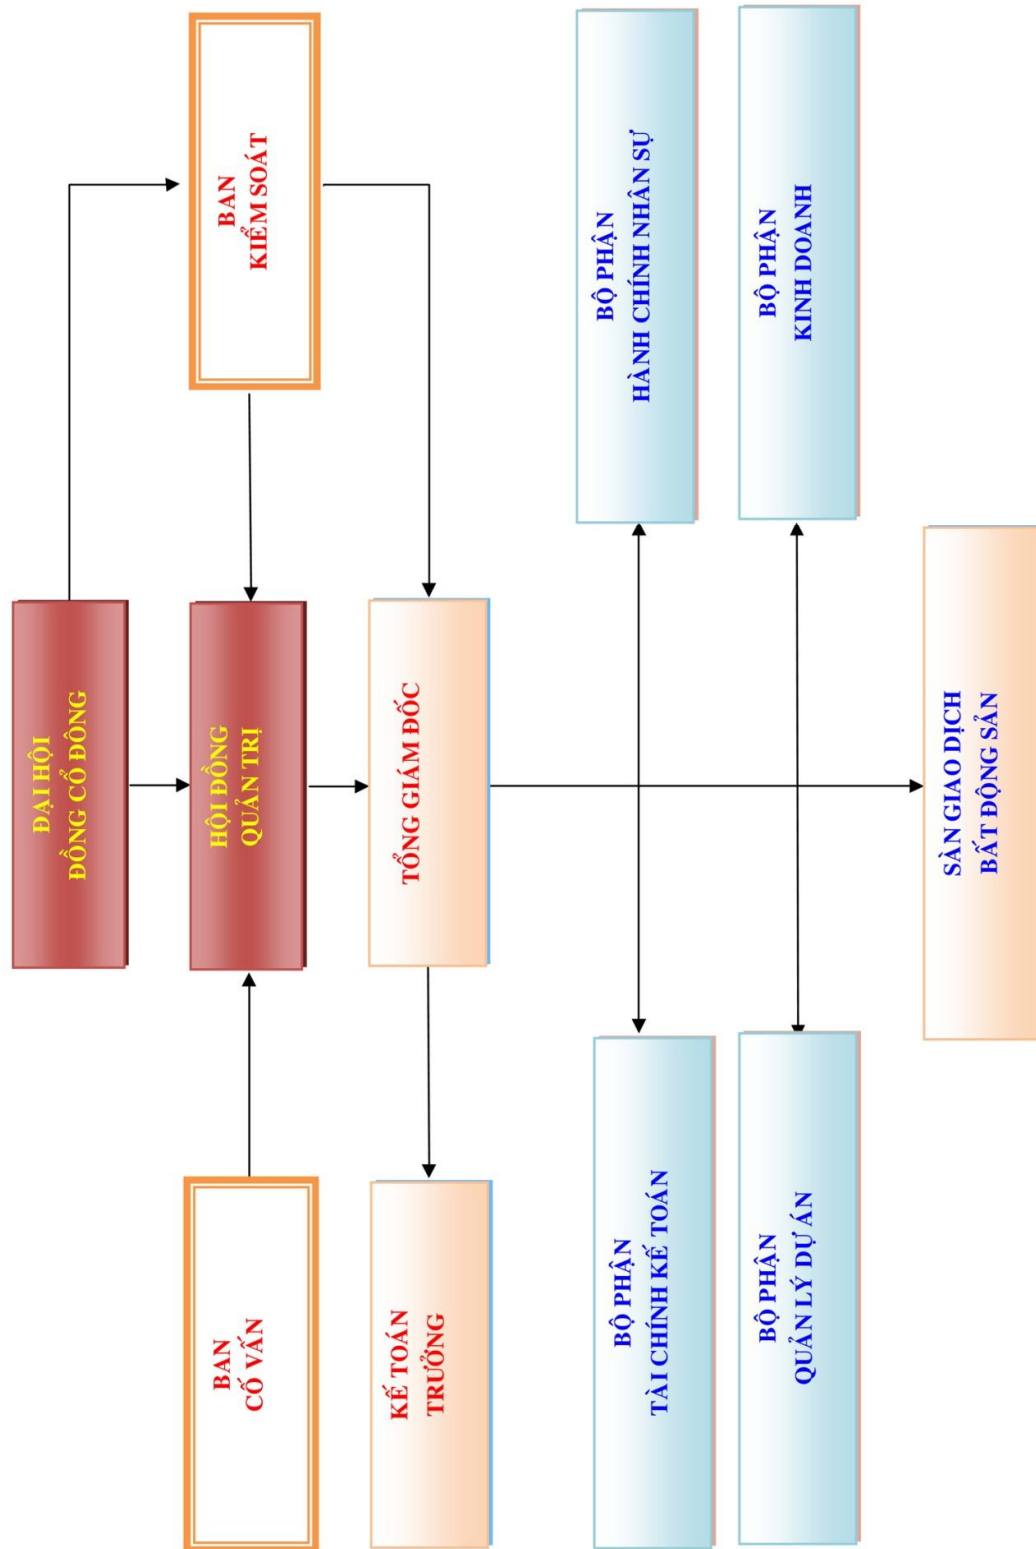 ĐẠI HỘI
ĐỒNG CỔ ĐÔNG
BAN
CỐ VẤN
HỘI ĐỒNG
QUẢN TRỊ
BAN
KIỂM SOÁT
KẾ TOÁN
TRƯỞNG
TỔNG GIÁM ĐỐC
BỘ PHẬN
TÀI CHÍNH KẾ TOÁN
BỘ PHẬN
HÀNH CHÍNH NHÂN SỰ
BỘ PHẬN
QUẢN LÝ DỰ ÁN
BỘ PHẬN
KINH DOANH
SÀN GIAO DỊCH
BẤT ĐỘNG SẢN